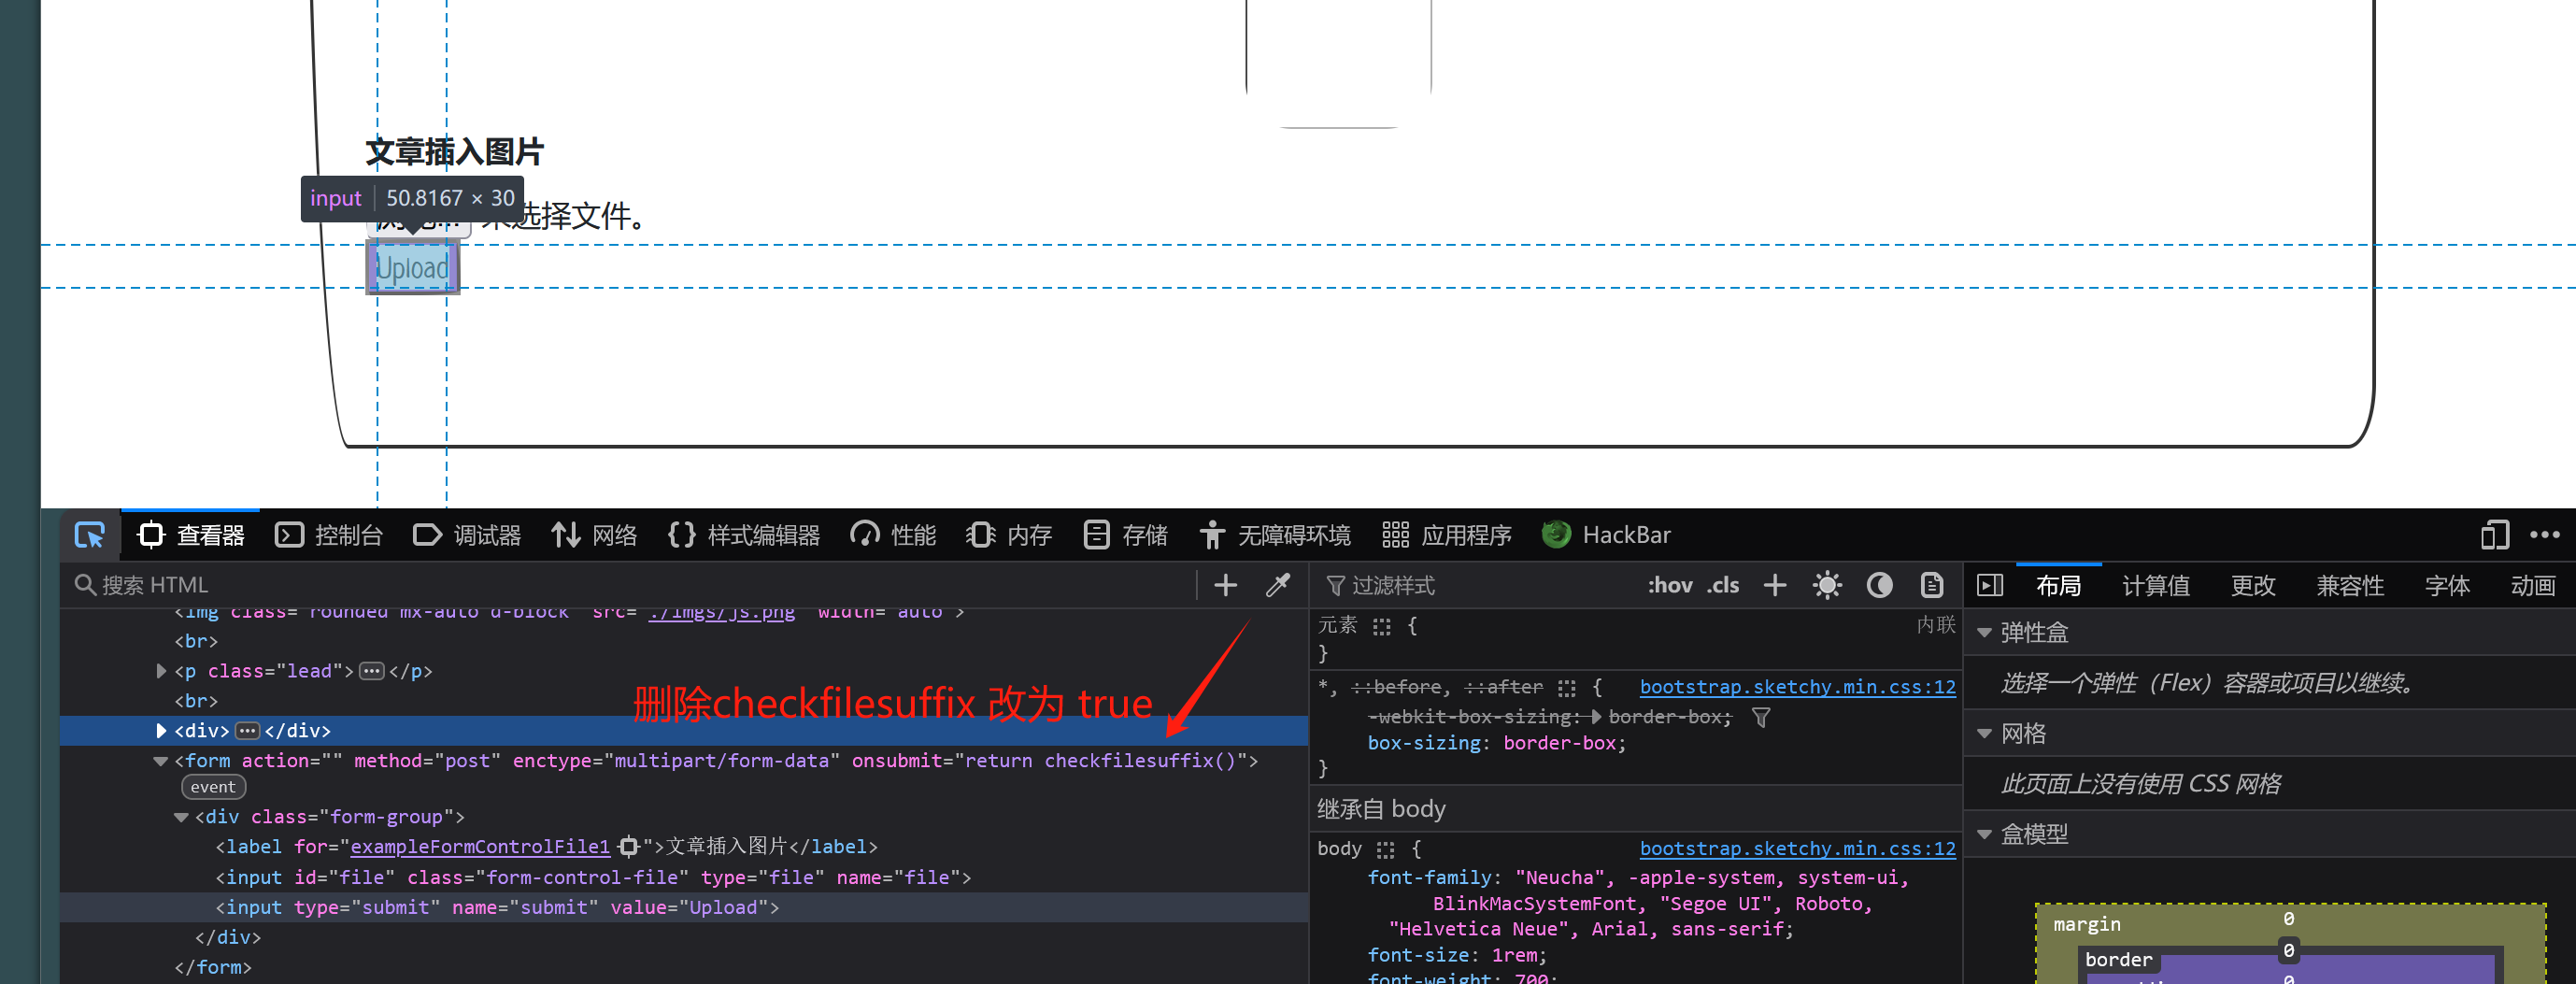 文章插入图片
input 50.8167 × 30
未选择文件。
Upload
查看器 控制台 调试器 网络 样式编辑器 性能 内存 存储 无障碍环境 应用程序 HackBar
搜索 HTML
<img class="rounded mx-auto d-block" src="./imgs/js.png" width="auto">
<br>
<p class="lead"></p>
<br>
删除checkfilesuffix 改为 true
<div></div>
<form action="" method="post" enctype="multipart/form-data" onsubmit="return checkfilesuffix()">
event
<div class="form-group">
<label for="exampleFormControlFile1">文章插入图片</label>
<input id="file" class="form-control-file" type="file" name="file">
<input type="submit" name="submit" value="Upload">
</div>
</form>
过滤样式 :hov .cls
元素 { 内联
}
*, ::before, ::after { bootstrap.sketchy.min.css:12
-webkit-box-sizing: border-box;
box-sizing: border-box;
}
继承自 body
body { bootstrap.sketchy.min.css:12
font-family: "Neucha", -apple-system, system-ui,
BlinkMacSystemFont, "Segoe UI", Roboto,
"Helvetica Neue", Arial, sans-serif;
font-size: 1rem;
font-weight: 700;
布局 计算值 更改 兼容性 字体 动画
弹性盒
选择一个弹性（Flex）容器或项目以继续。
网格
此页面上没有使用 CSS 网格
盒模型
margin 0
border 0
0